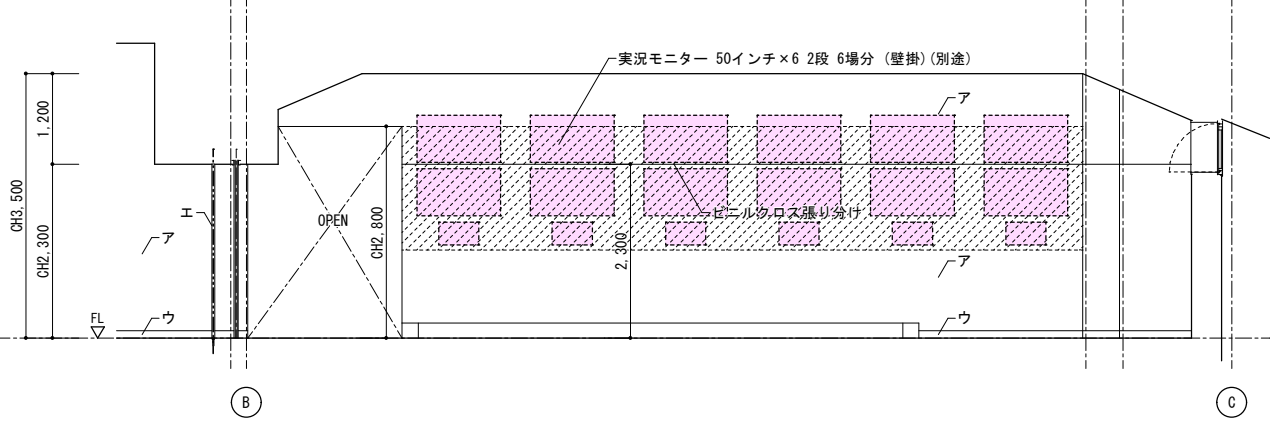 実況モニター 50インチ×6 2段 6場分 (壁掛)(別途)
ア
1,200
CH3,500
CH2,300
エ
ア
OPEN
CH2,800
ビニルクロス張り分け
2,300
ア
FL
ウ
ウ
B
C